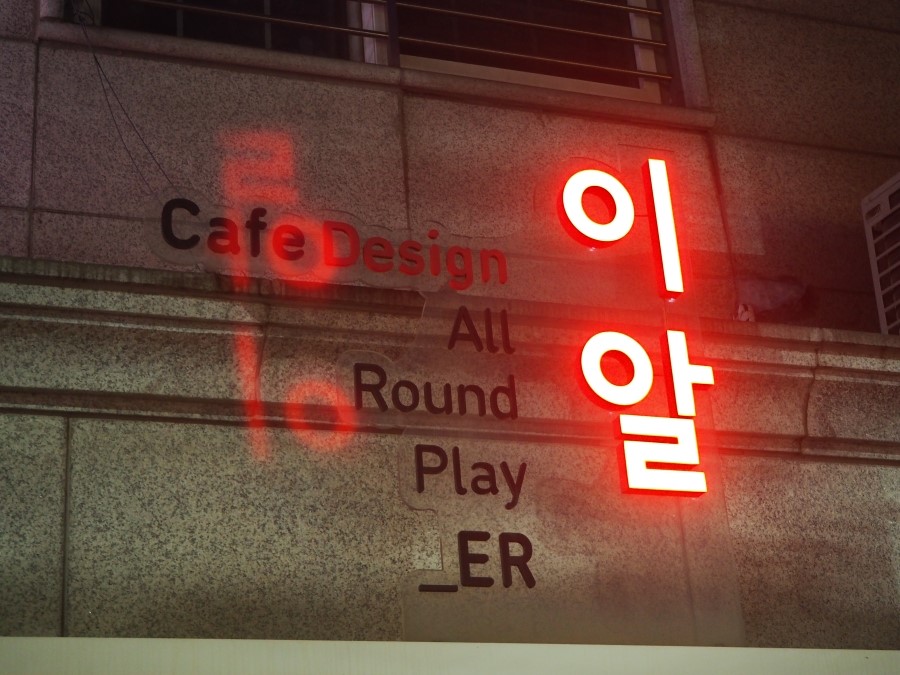 Cafe Design
All
Round
Play
_ER
이
알